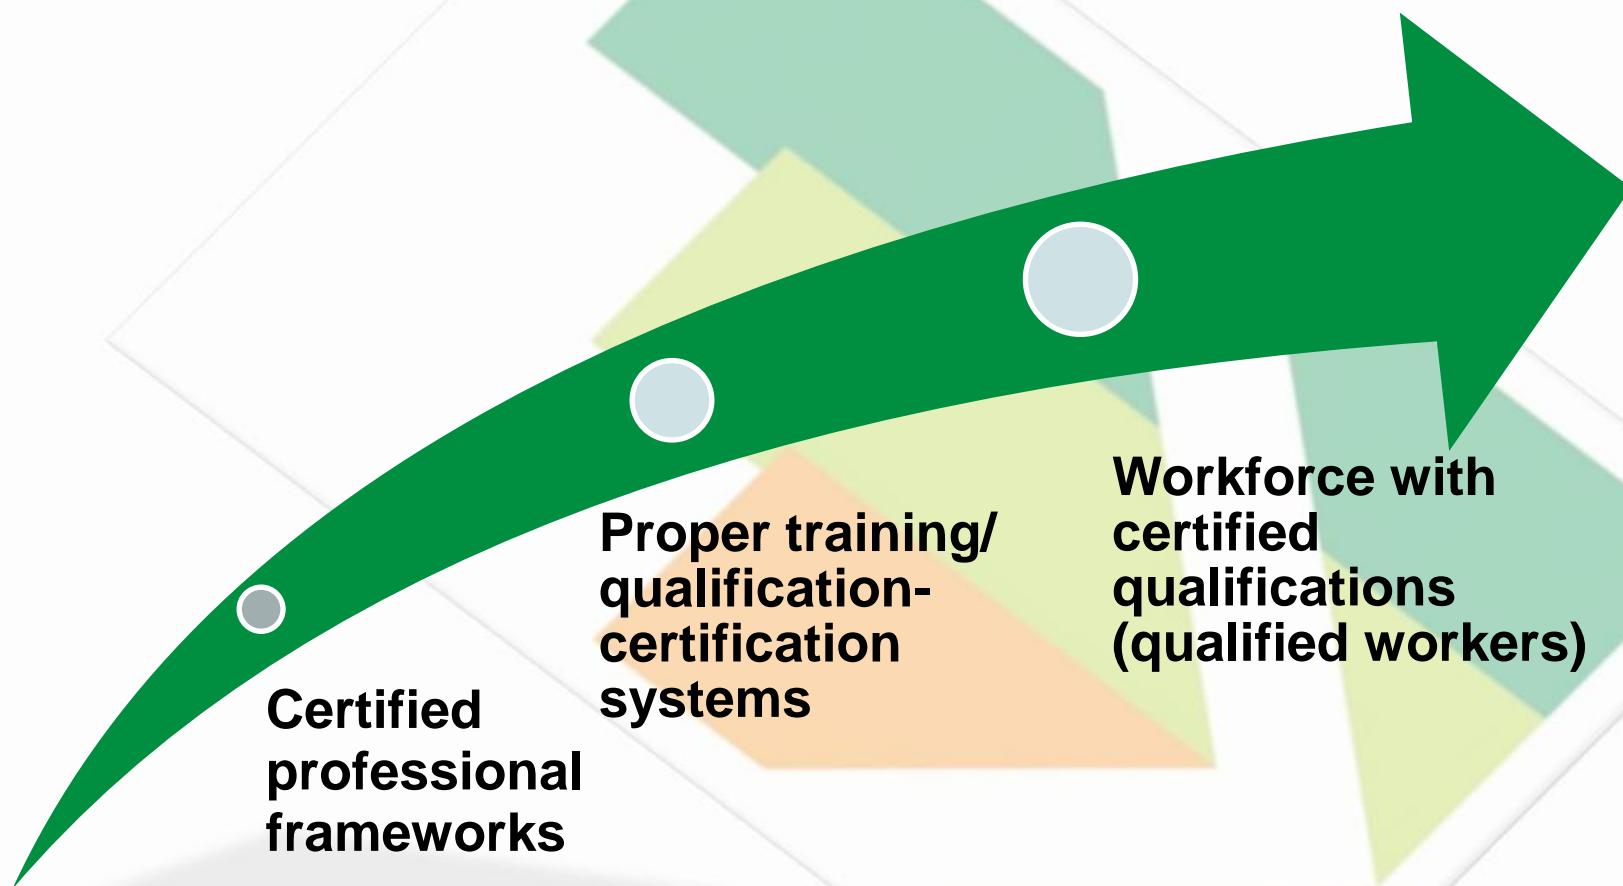 Certified
professional
frameworks
Proper training/
qualification-
certification
systems
Workforce with
certified
qualifications
(qualified workers)